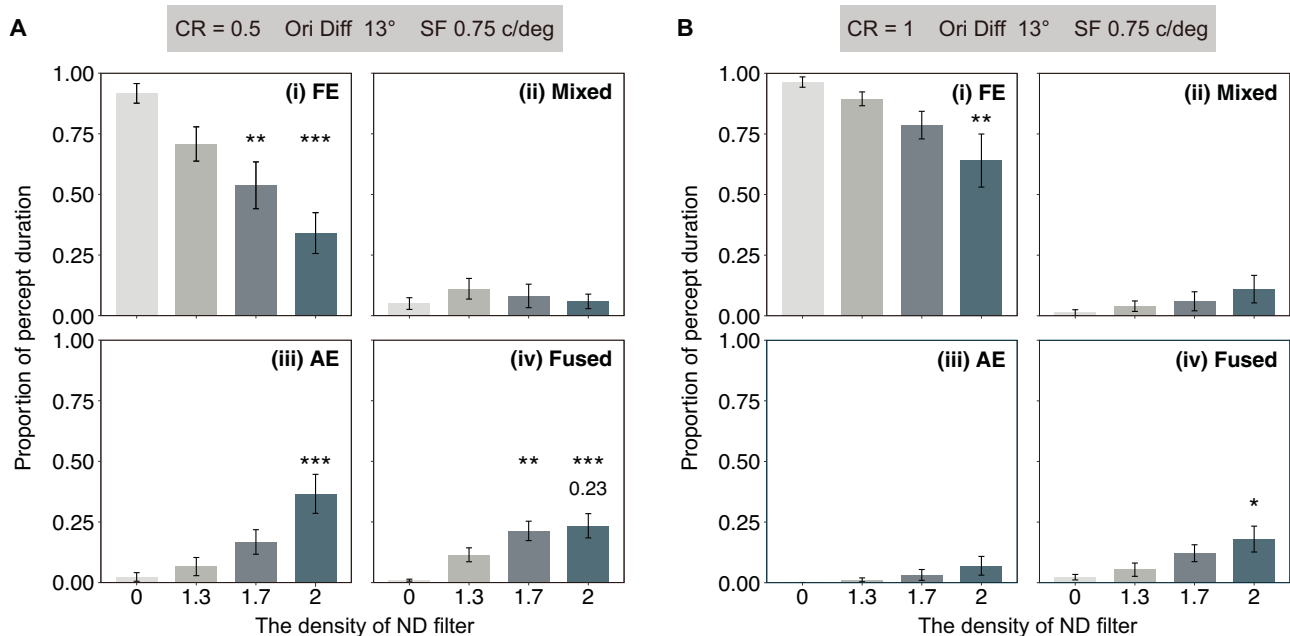 A
CR = 0.5 Ori Diff 13° SF 0.75 c/deg
Proportion of percept duration
1.00
0.75
0.50
0.25
0.00
(i) FE
**
***
(ii) Mixed
1.00
0.75
0.50
0.25
0.00
(iii) AE
***
(iv) Fused
**
***
0.23
0 1.3 1.7 2
0 1.3 1.7 2
The density of ND filter
B
CR = 1 Ori Diff 13° SF 0.75 c/deg
Proportion of percept duration
1.00
0.75
0.50
0.25
0.00
(i) FE
**
(ii) Mixed
1.00
0.75
0.50
0.25
0.00
(iii) AE
(iv) Fused
*
0 1.3 1.7 2
0 1.3 1.7 2
The density of ND filter